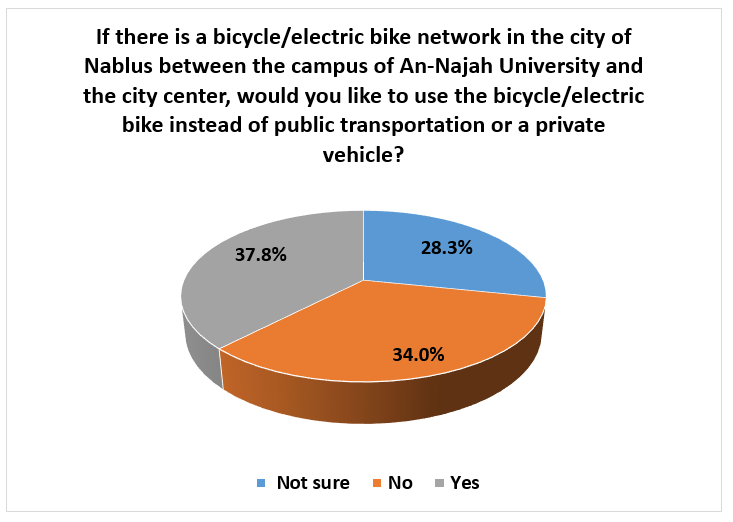 If there is a bicycle/electric bike network in the city of
Nablus between the campus of An-Najah University and
the city center, would you like to use the bicycle/electric
bike instead of public transportation or a private
vehicle?
37.8%
28.3%
34.0%
Not sure
No
Yes